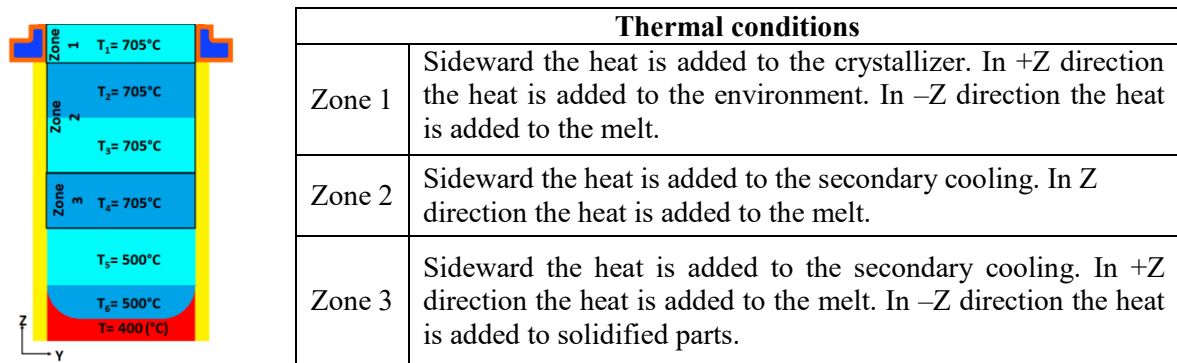 Zone 1
T₁= 705°C
T₂= 705°C
Zone 2
T₃= 705°C
Zone 3
T₄= 705°C
T₅= 500°C
T₆= 500°C
T= 400 (°C)
Z
Y
Thermal conditions
Zone 1
Sideward the heat is added to the crystallizer. In +Z direction
the heat is added to the environment. In –Z direction the heat
is added to the melt.
Zone 2
Sideward the heat is added to the secondary cooling. In Z
direction the heat is added to the melt.
Zone 3
Sideward the heat is added to the secondary cooling. In +Z
direction the heat is added to the melt. In –Z direction the heat
is added to solidified parts.